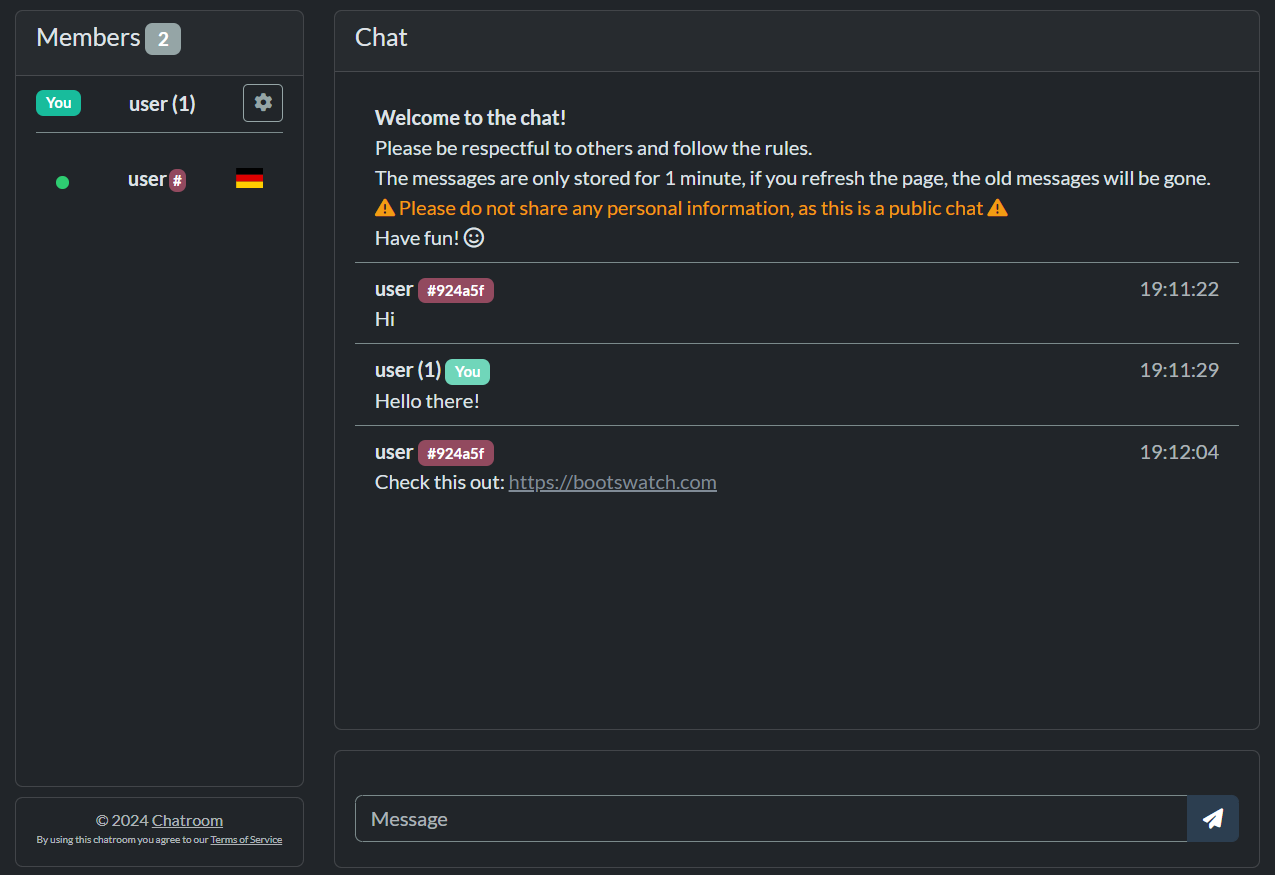 Members 2
You user (1)
user #
© 2024 Chatroom
By using this chatroom you agree to our Terms of Service
Chat
Welcome to the chat!
Please be respectful to others and follow the rules.
The messages are only stored for 1 minute, if you refresh the page, the old messages will be gone.
Please do not share any personal information, as this is a public chat
Have fun!
user #924a5f 19:11:22
Hi
user (1) You 19:11:29
Hello there!
user #924a5f 19:12:04
Check this out: https://bootswatch.com
Message